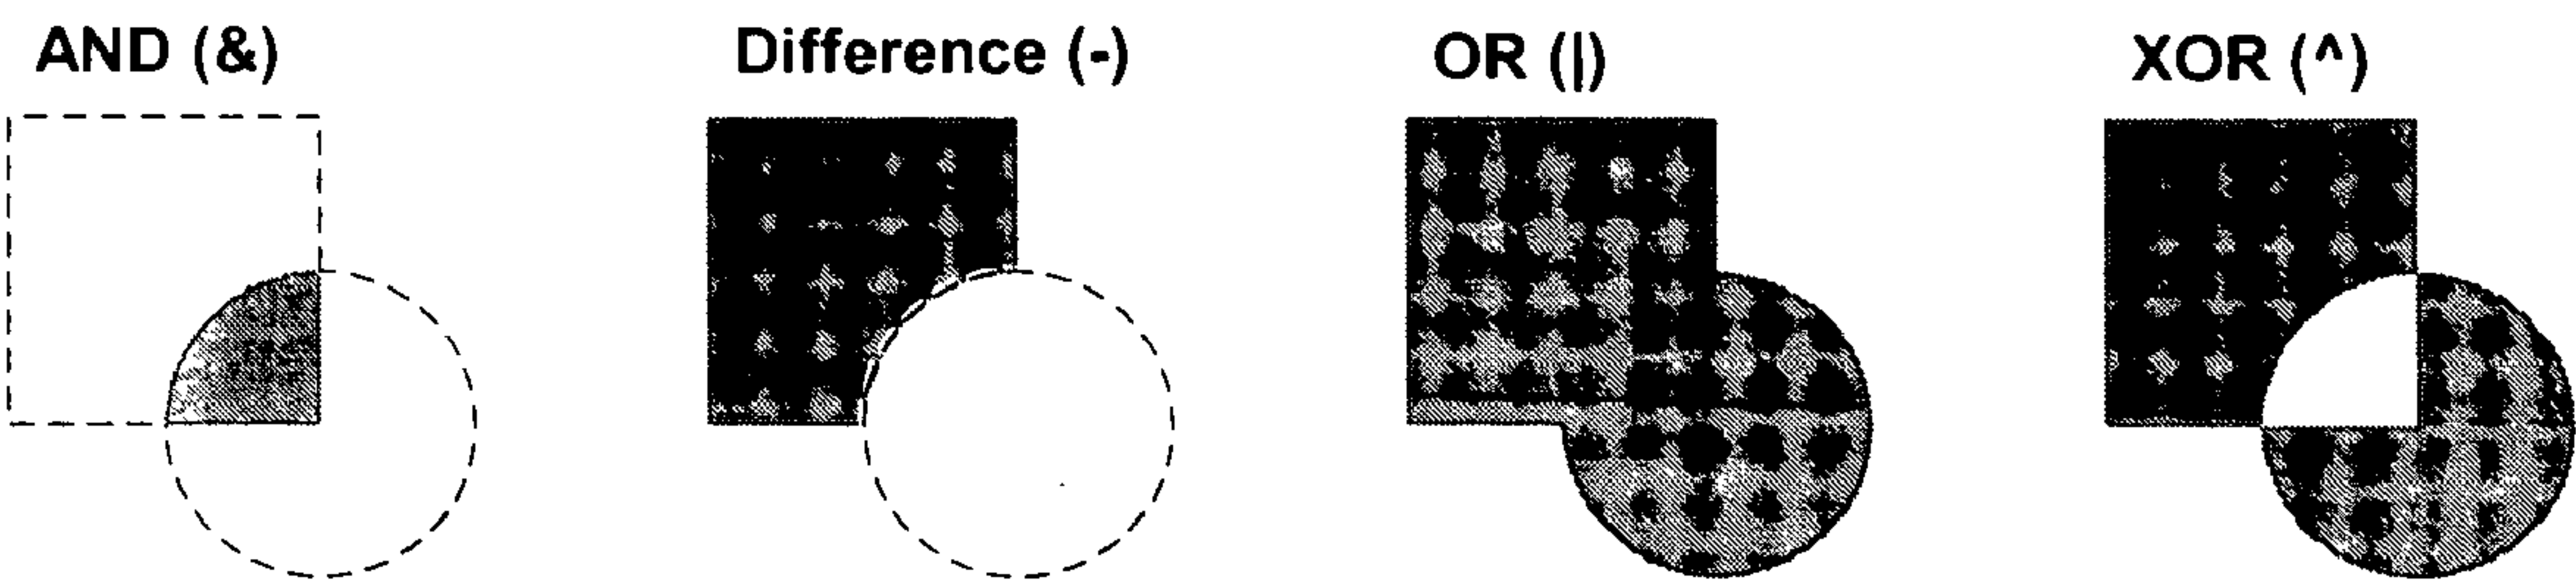 AND (&)
Difference (-)
OR (|)
XOR (^)